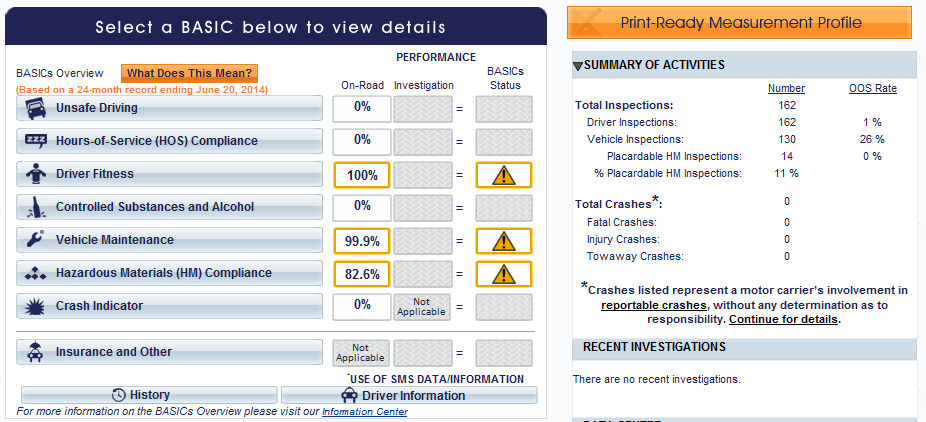 Select a BASIC below to view details
PERFORMANCE
BASICs Overview What Does This Mean?
(Based on a 24-month record ending June 20, 2014)
On-Road Investigation BASICs Status
Unsafe Driving 0% =
zzz Hours-of-Service (HOS) Compliance 0% =
Driver Fitness 100% =
Controlled Substances and Alcohol 0% =
Vehicle Maintenance 99.9% =
Hazardous Materials (HM) Compliance 82.6% =
Crash Indicator 0% Not Applicable =
Insurance and Other Not Applicable =
*USE OF SMS DATA/INFORMATION
History Driver Information
For more information on the BASICs Overview please visit our Information Center
Print-Ready Measurement Profile
SUMMARY OF ACTIVITIES
Number OOS Rate
Total Inspections: 162
Driver Inspections: 162 1 %
Vehicle Inspections: 130 26 %
Placardable HM Inspections: 14 0 %
% Placardable HM Inspections: 11 %
Total Crashes*: 0
Fatal Crashes: 0
Injury Crashes: 0
Towaway Crashes: 0
*Crashes listed represent a motor carrier's involvement in
reportable crashes, without any determination as to
responsibility. Continue for details.
RECENT INVESTIGATIONS
There are no recent investigations.